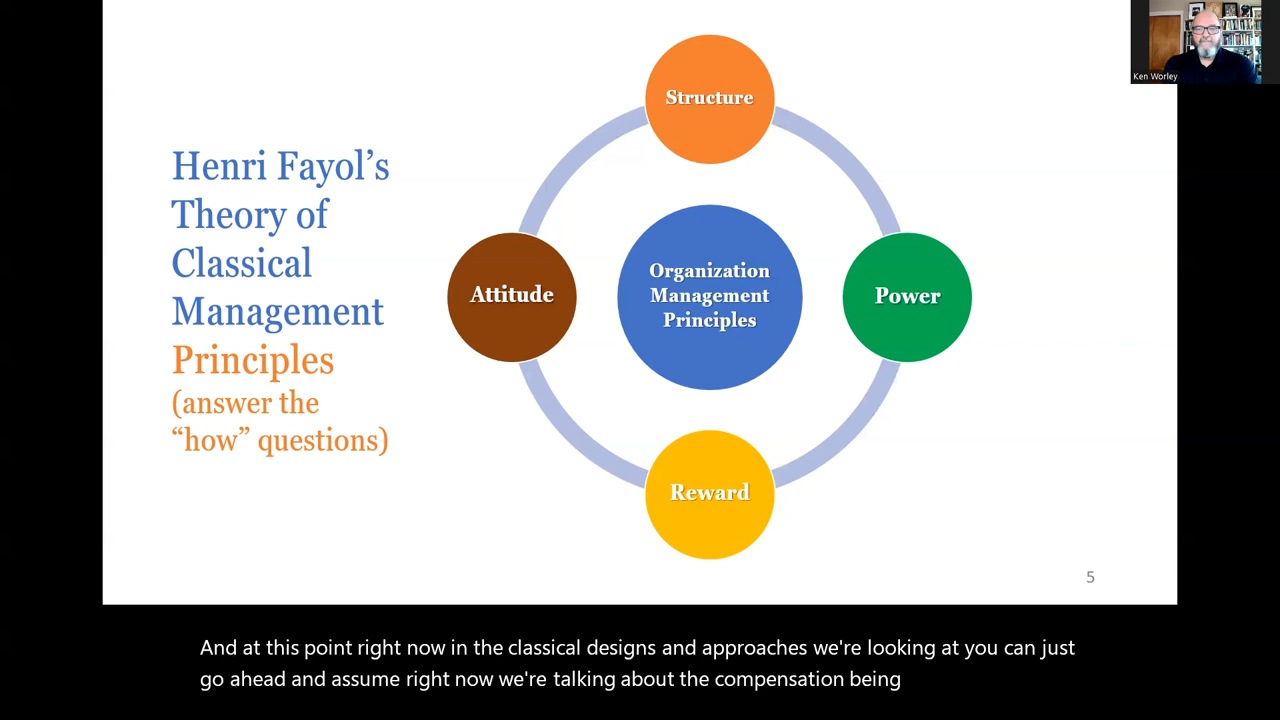 Ken Worley
Henri Fayol’s
Theory of
Classical
Management
Principles
(answer the
“how” questions)
Structure
Attitude
Organization
Management
Principles
Power
Reward
5
And at this point right now in the classical designs and approaches we're looking at you can just
go ahead and assume right now we're talking about the compensation being